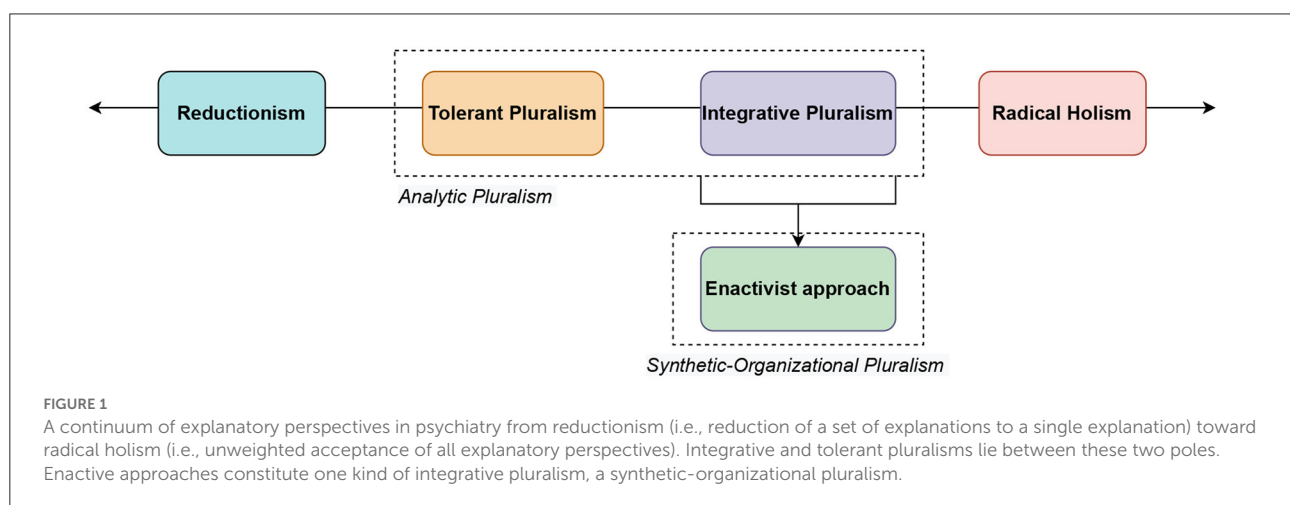 Reductionism
Tolerant Pluralism
Integrative Pluralism
Radical Holism
Analytic Pluralism
Enactivist approach
Synthetic-Organizational Pluralism
FIGURE 1
A continuum of explanatory perspectives in psychiatry from reductionism (i.e., reduction of a set of explanations to a single explanation) toward
radical holism (i.e., unweighted acceptance of all explanatory perspectives). Integrative and tolerant pluralisms lie between these two poles.
Enactive approaches constitute one kind of integrative pluralism, a synthetic-organizational pluralism.